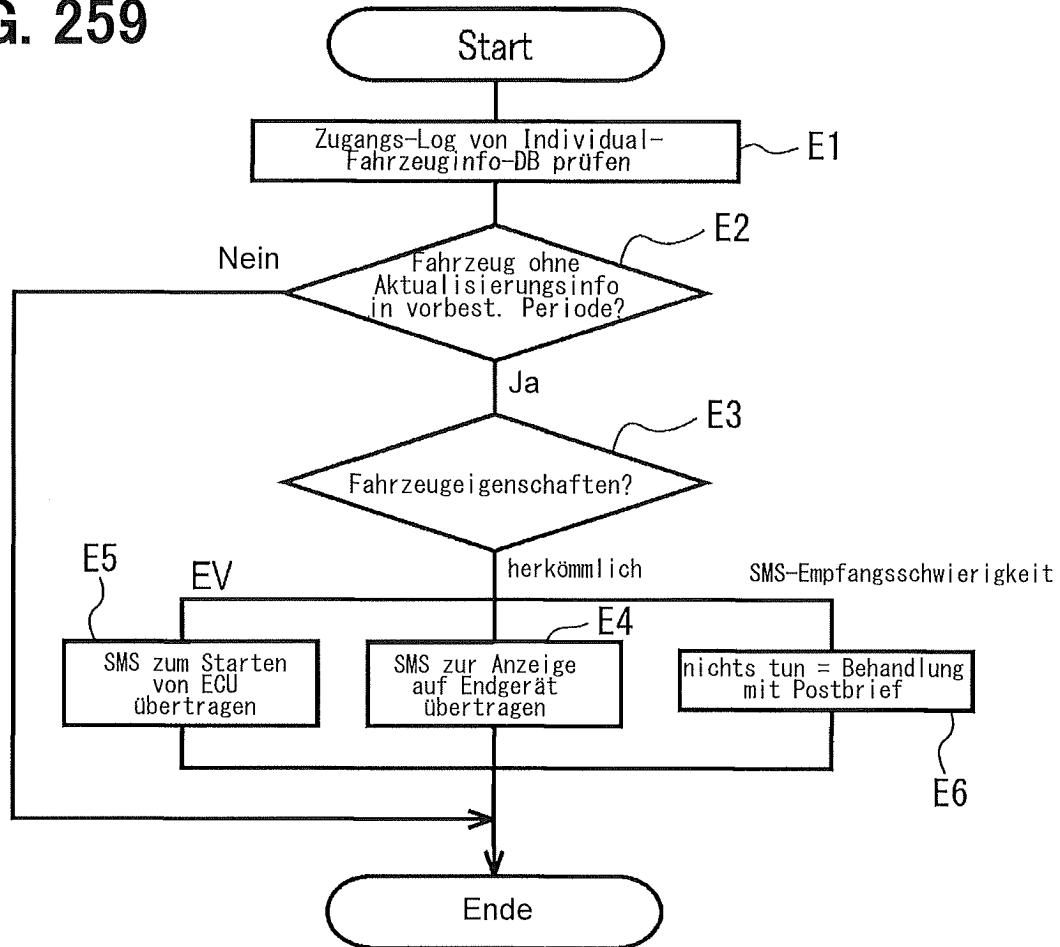 G. 259
Start
Zugangs-Log von Individual-
Fahrzeuginfo-DB prüfen
E1
E2
Nein
Fahrzeug ohne
Aktualisierungsinfo
in vorbest. Periode?
Ja
E3
Fahrzeugeigenschaften?
E5
EV
herkömmlich
SMS-Empfangsschwierigkeit
E4
SMS zum Starten
von ECU
übertragen
SMS zur Anzeige
auf Endgerät
übertragen
nichts tun = Behandlung
mit Postbrief
E6
Ende